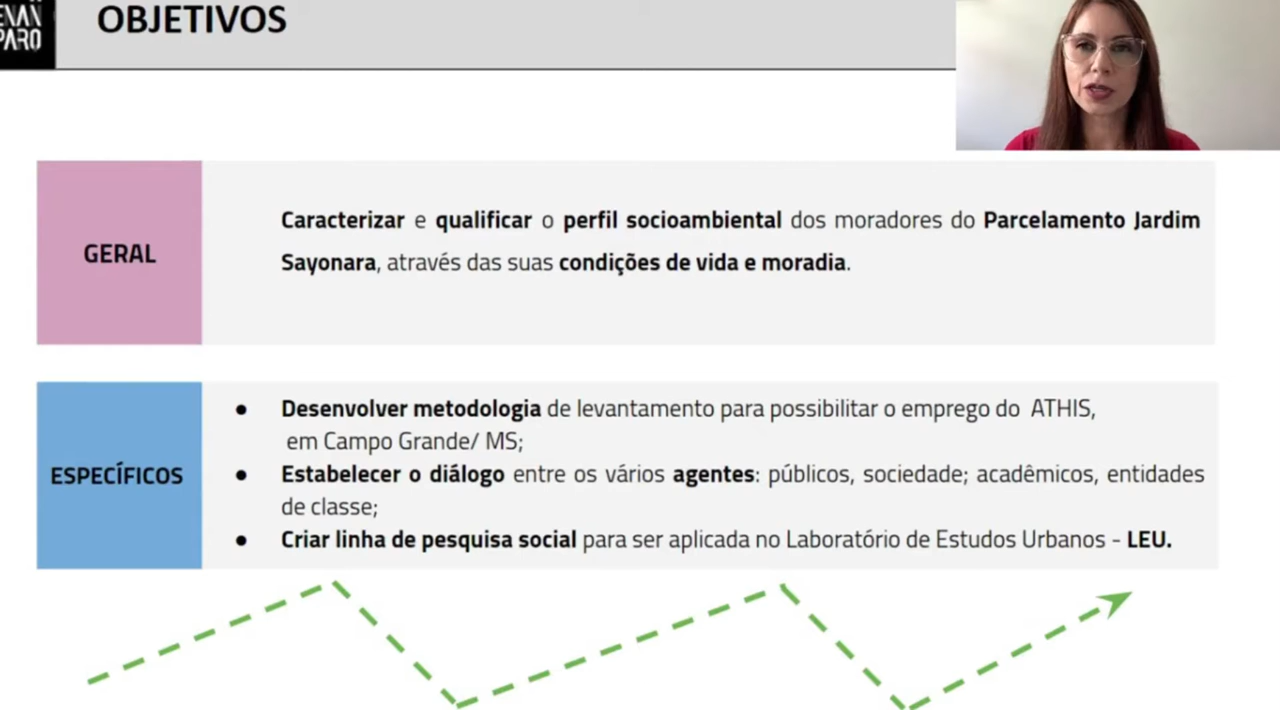 OBJETIVOS
GERAL
Caracterizar e qualificar o perfil socioambiental dos moradores do Parcelamento Jardim
Sayonara, através das suas condições de vida e moradia.
ESPECÍFICOS
● Desenvolver metodologia de levantamento para possibilitar o emprego do ATHIS,
em Campo Grande/ MS;
● Estabelecer o diálogo entre os vários agentes: públicos, sociedade; acadêmicos, entidades
de classe;
● Criar linha de pesquisa social para ser aplicada no Laboratório de Estudos Urbanos - LEU.